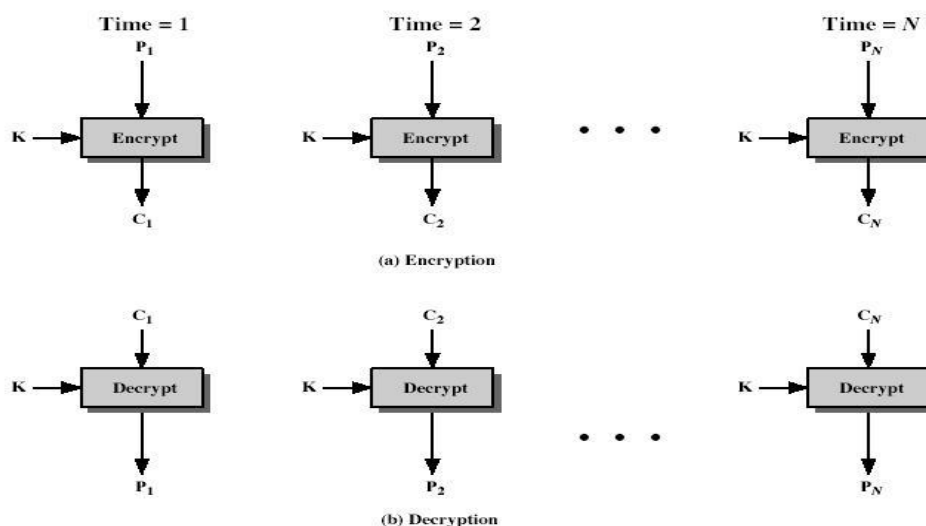 Time = 1 Time = 2 Time = N
P1 P2 PN
K Encrypt K Encrypt • • • K Encrypt
C1 C2 CN
(a) Encryption
C1 C2 CN
K Decrypt K Decrypt K Decrypt
• • •
P1 P2 PN
(b) Decryption